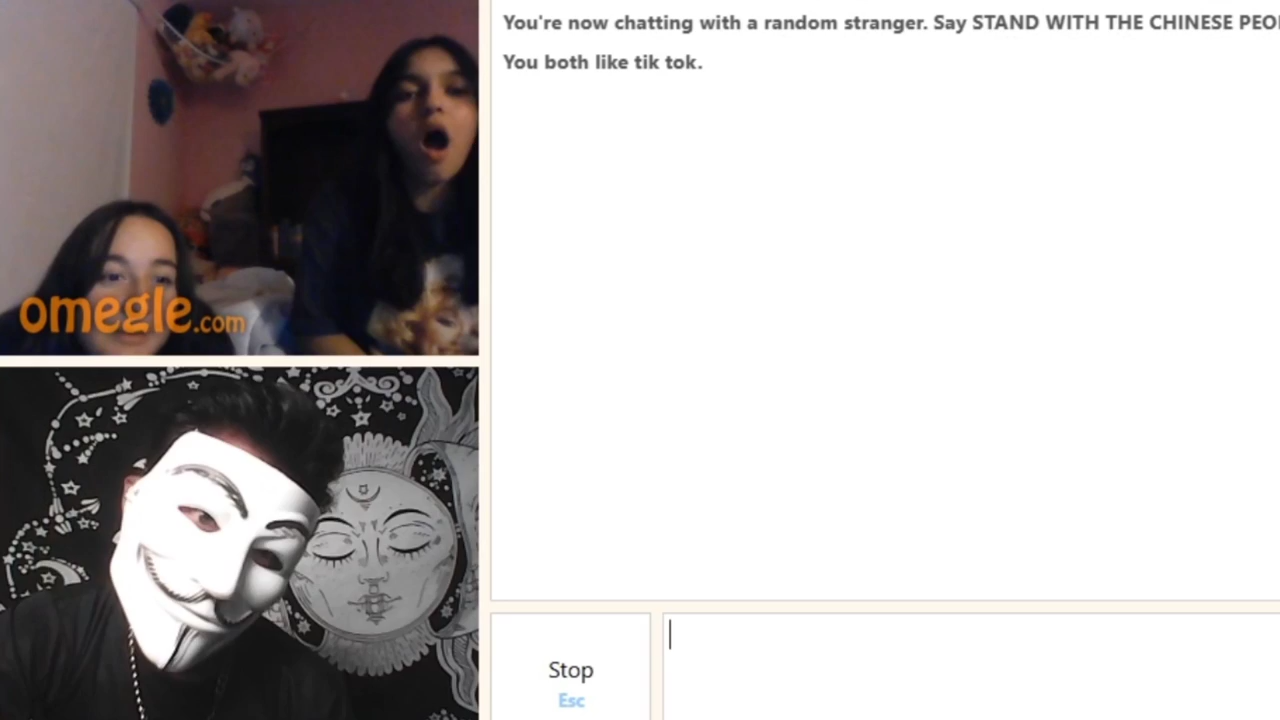 You're now chatting with a random stranger. Say STAND WITH THE CHINESE
You both like tik tok.
omegle.com
Stop
Esc